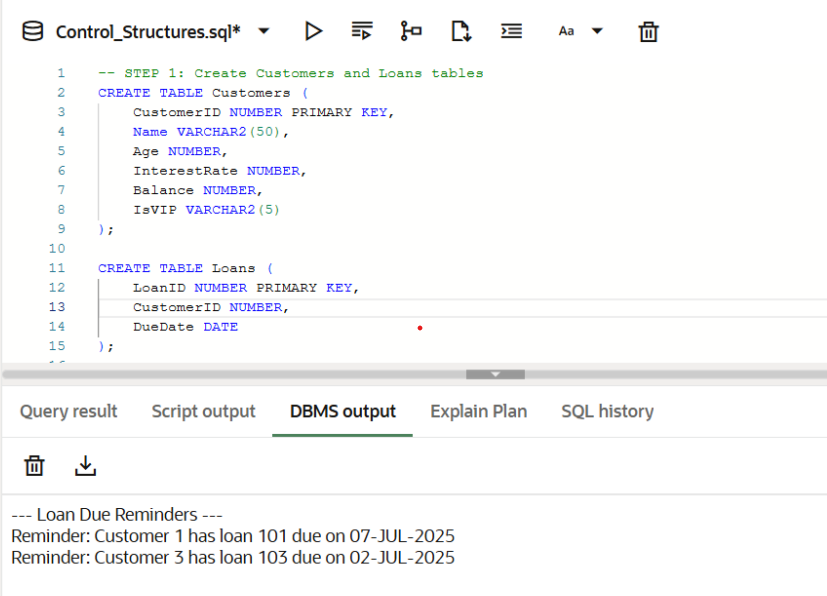 Control_Structures.sql*
Aa
1 -- STEP 1: Create Customers and Loans tables
2 CREATE TABLE Customers (
3 CustomerID NUMBER PRIMARY KEY,
4 Name VARCHAR2(50),
5 Age NUMBER,
6 InterestRate NUMBER,
7 Balance NUMBER,
8 IsVIP VARCHAR2(5)
9 );
10
11 CREATE TABLE Loans (
12 LoanID NUMBER PRIMARY KEY,
13 CustomerID NUMBER,
14 DueDate DATE
15 );
Query result Script output DBMS output Explain Plan SQL history
--- Loan Due Reminders ---
Reminder: Customer 1 has loan 101 due on 07-JUL-2025
Reminder: Customer 3 has loan 103 due on 02-JUL-2025